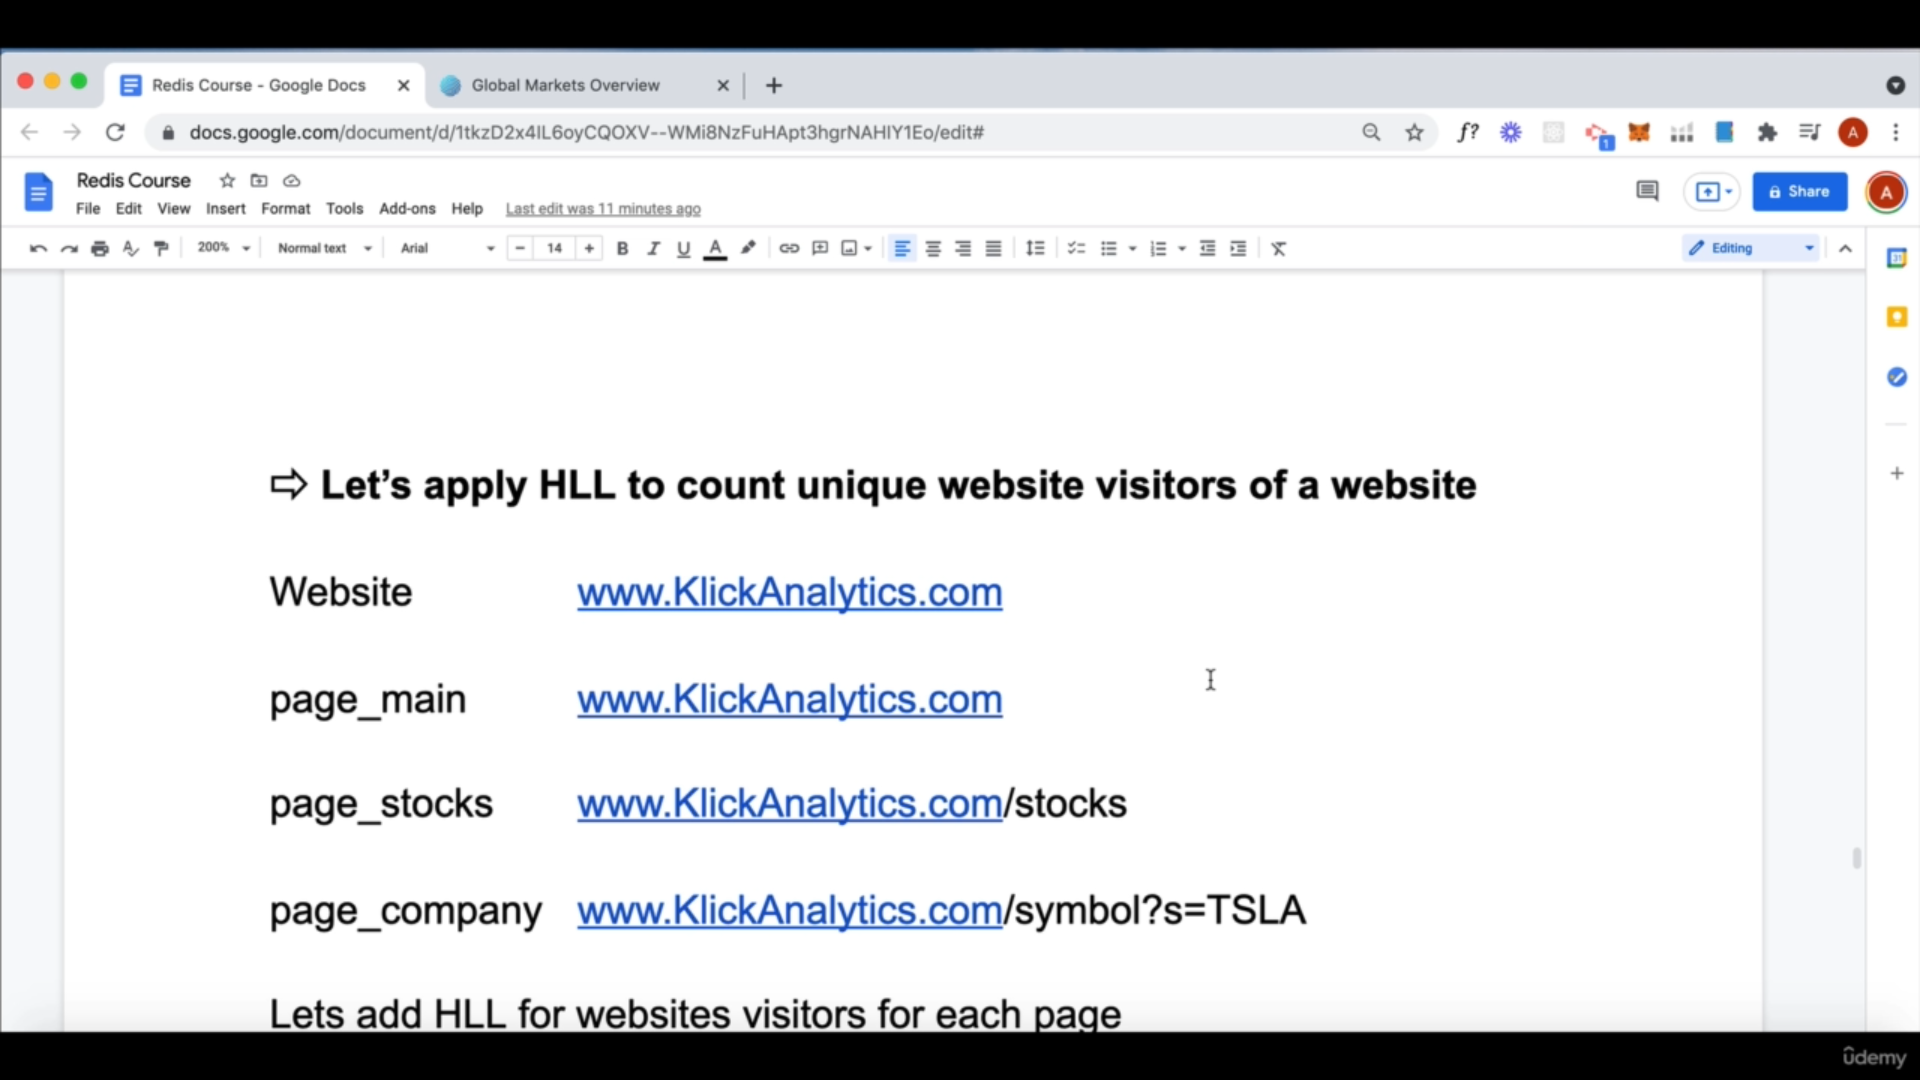 Redis Course - Google Docs
Global Markets Overview
docs.google.com/document/d/1tkzD2x4IL6oyCQOXV--WMi8NzFuHApt3hgrNAHIY1Eo/edit#
f?
1
A
Redis Course
Share
A
File Edit View Insert Format Tools Add-ons Help Last edit was 11 minutes ago
200% Normal text Arial − 14 + B I U A Editing
31
⇨ Let’s apply HLL to count unique website visitors of a website
Website www.KlickAnalytics.com
page_main www.KlickAnalytics.com
page_stocks www.KlickAnalytics.com/stocks
page_company www.KlickAnalytics.com/symbol?s=TSLA
Lets add HLL for websites visitors for each page
ûdemy